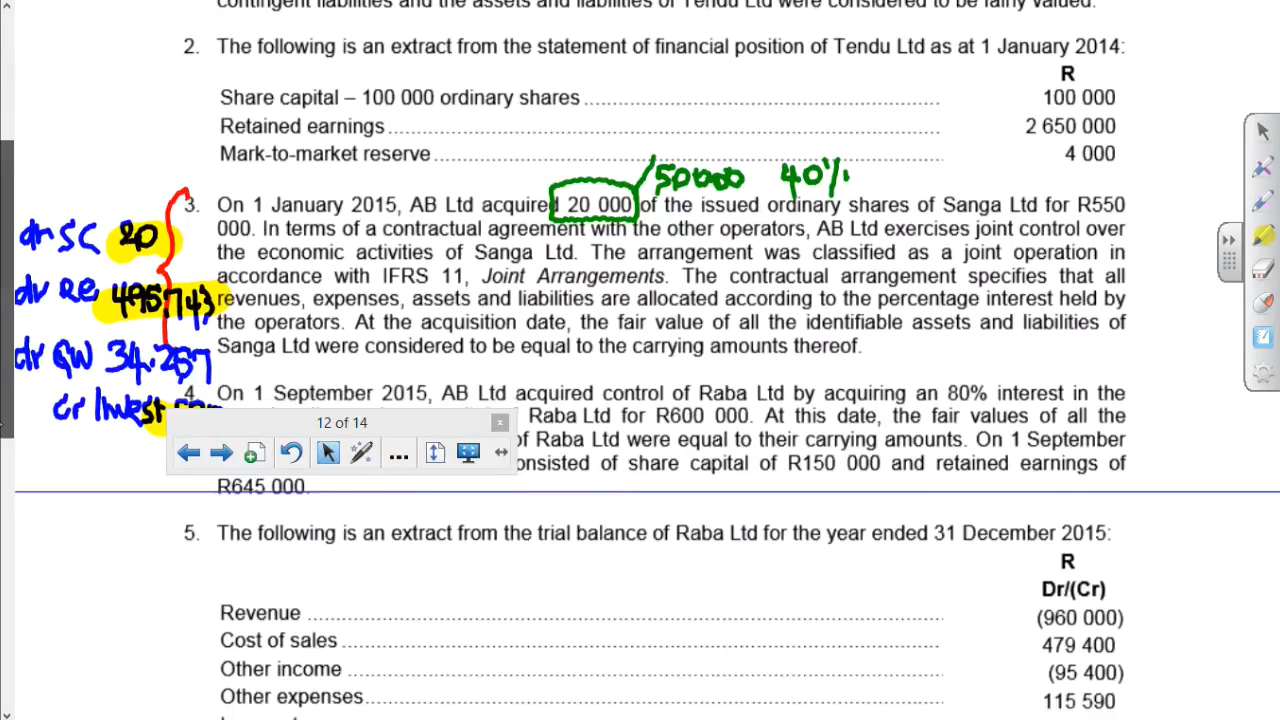 contingent liabilities and the assets and liabilities of Tendu Ltd were considered to be fairly valued.
2. The following is an extract from the statement of financial position of Tendu Ltd as at 1 January 2014:
R
Share capital – 100 000 ordinary shares 100 000
Retained earnings 2 650 000
Mark-to-market reserve 4 000
50000 40%
3. On 1 January 2015, AB Ltd acquired 20 000 of the issued ordinary shares of Sanga Ltd for R550
000. In terms of a contractual agreement with the other operators, AB Ltd exercises joint control over
the economic activities of Sanga Ltd. The arrangement was classified as a joint operation in
accordance with IFRS 11, Joint Arrangements. The contractual arrangement specifies that all
revenues, expenses, assets and liabilities are allocated according to the percentage interest held by
the operators. At the acquisition date, the fair value of all the identifiable assets and liabilities of
Sanga Ltd were considered to be equal to the carrying amounts thereof.
dr SC 20
dr Re 495743
dr GW 34.257
cr Invest
4. On 1 September 2015, AB Ltd acquired control of Raba Ltd by acquiring an 80% interest in the
Raba Ltd for R600 000. At this date, the fair values of all the
of Raba Ltd were equal to their carrying amounts. On 1 September
onsisted of share capital of R150 000 and retained earnings of
R645 000.
12 of 14
5. The following is an extract from the trial balance of Raba Ltd for the year ended 31 December 2015:
R
Dr/(Cr)
Revenue (960 000)
Cost of sales 479 400
Other income (95 400)
Other expenses 115 590